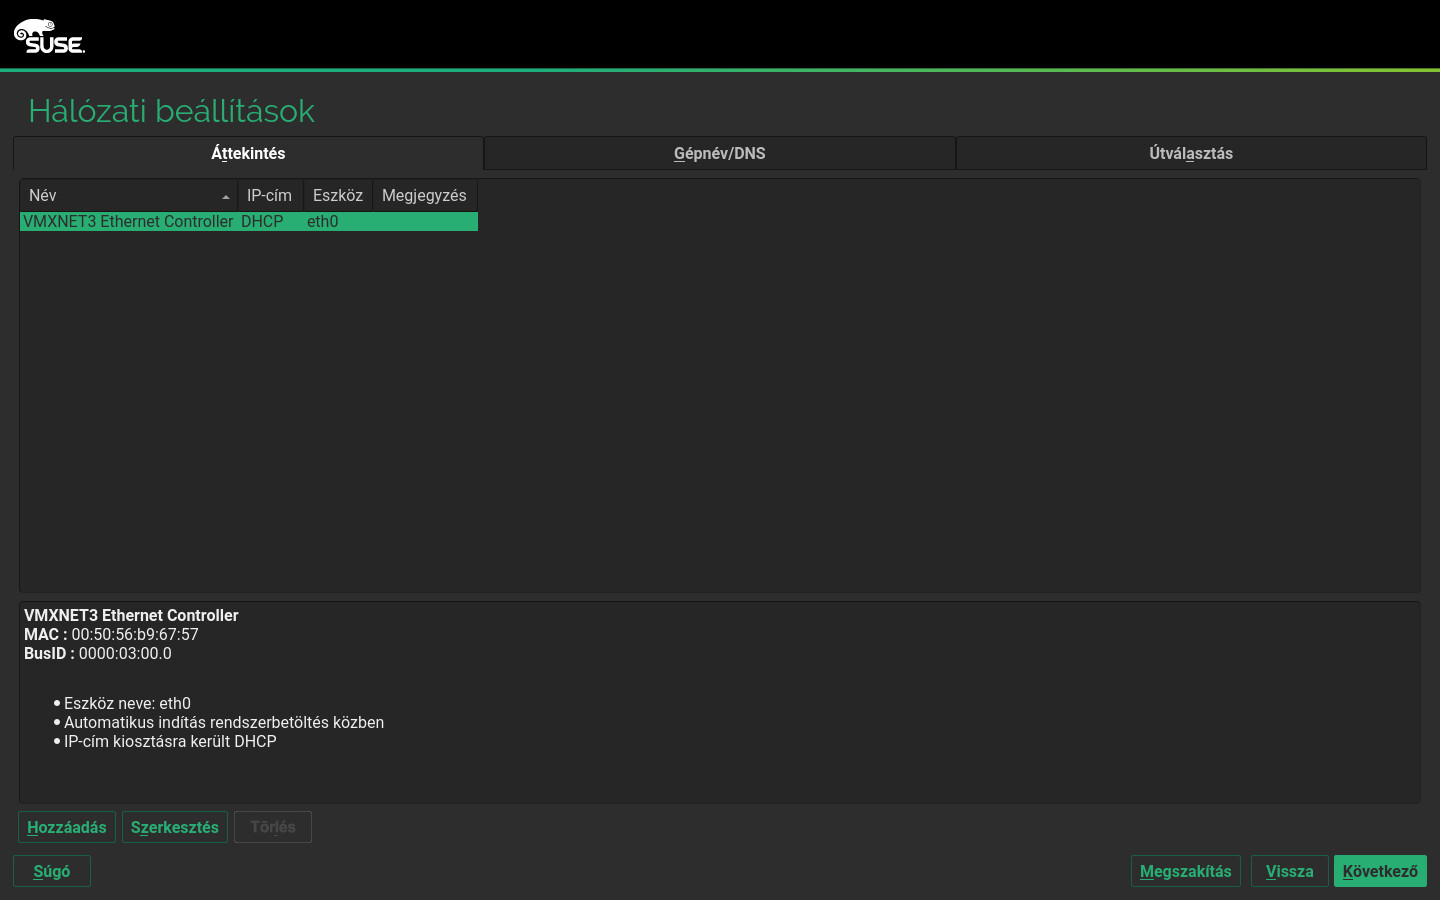 SUSE
Hálózati beállítások
Áttekintés Gépnév/DNS Útválasztás
Név IP-cím Eszköz Megjegyzés
VMXNET3 Ethernet Controller DHCP eth0
VMXNET3 Ethernet Controller
MAC : 00:50:56:b9:67:57
BusID : 0000:03:00.0
Eszköz neve: eth0
Automatikus indítás rendszerbetöltés közben
IP-cím kiosztásra került DHCP
Hozzáadás Szerkesztés Törlés
Súgó Megszakítás Vissza Következő